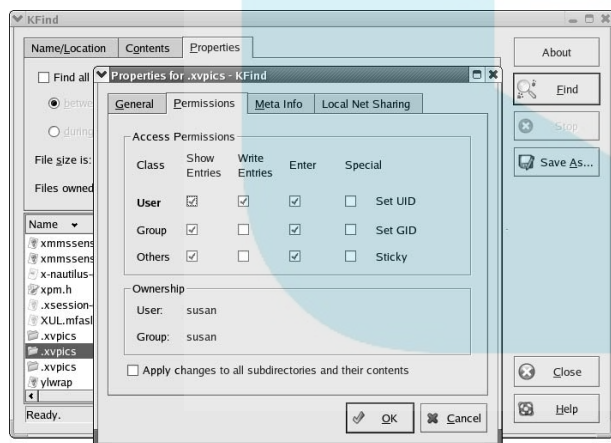 KFind
Name/Location Contents Properties
About
Find all
Find
Stop
File size is:
Save As...
Files owned
Name
xmmssens
xmmssens
x-nautilus-
xpm.h
.xsession-
XUL.mfasl
.xvpics
.xvpics
.xvpics
ylwrap
Ready.
Close
Help
Properties for .xvpics - KFind
General Permissions Meta Info Local Net Sharing
Access Permissions
Class Show Entries Write Entries Enter Special
User Set UID
Group Set GID
Others Sticky
Ownership
User: susan
Group: susan
Apply changes to all subdirectories and their contents
OK Cancel